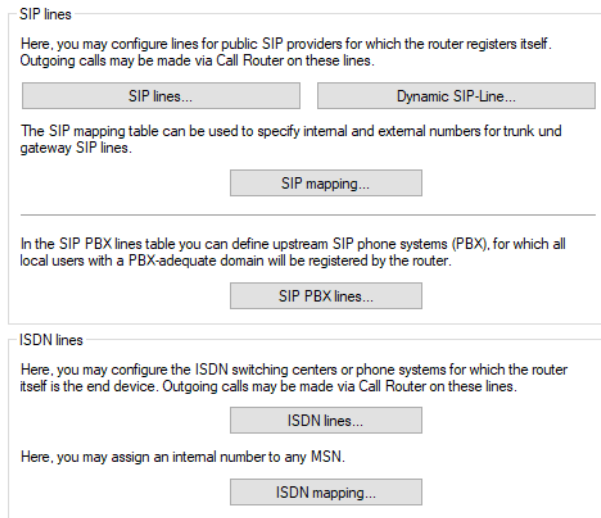 SIP lines
Here, you may configure lines for public SIP providers for which the router registers itself.
Outgoing calls may be made via Call Router on these lines.
SIP lines...
Dynamic SIP-Line...
The SIP mapping table can be used to specify internal and external numbers for trunk und
gateway SIP lines.
SIP mapping...
In the SIP PBX lines table you can define upstream SIP phone systems (PBX), for which all
local users with a PBX-adequate domain will be registered by the router.
SIP PBX lines...
ISDN lines
Here, you may configure the ISDN switching centers or phone systems for which the router
itself is the end device. Outgoing calls may be made via Call Router on these lines.
ISDN lines...
Here, you may assign an internal number to any MSN.
ISDN mapping...